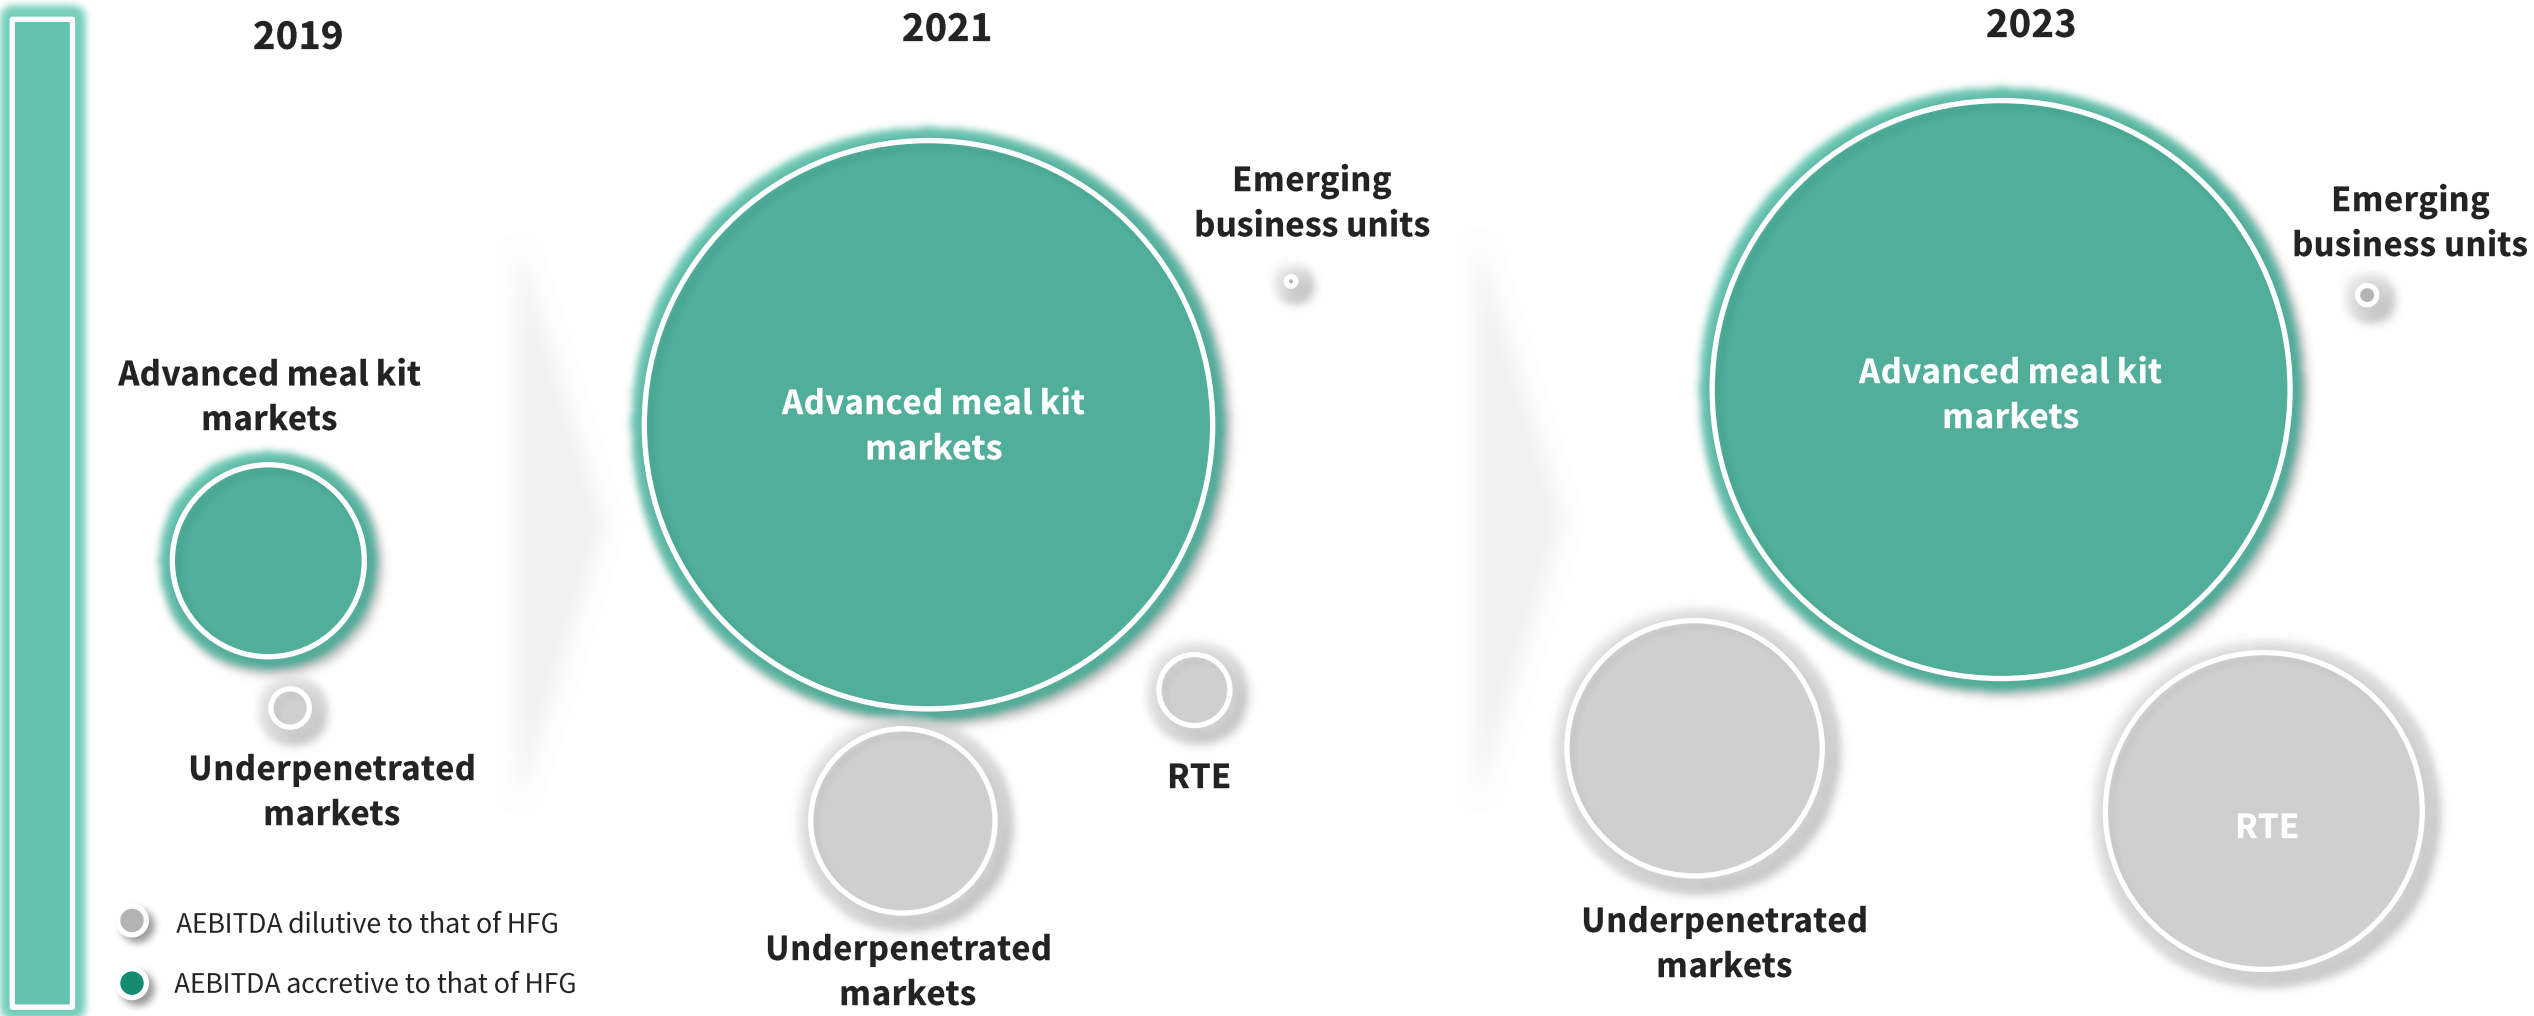 2019
Advanced meal kit
markets
Underpenetrated
markets
AEBITDA dilutive to that of HFG
AEBITDA accretive to that of HFG
2021
Emerging
business units
Advanced meal kit
markets
RTE
Underpenetrated
markets
2023
Emerging
business units
Advanced meal kit
markets
RTE
Underpenetrated
markets